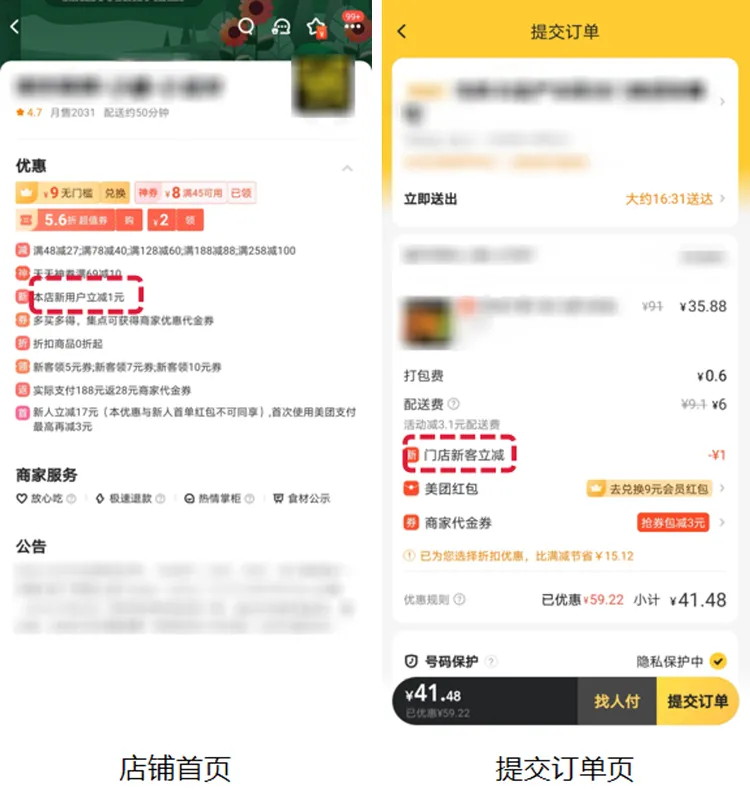 99+
4.7 月售2031 配送约50分钟
优惠
¥9无门槛 兑换 神券 ¥8满45可用 已领
5.6折超值券 购 ¥2 领
减 满48减27;满78减40;满128减60;满188减88;满258减100
神 天天神券满69减10
新 本店新用户立减1元
券 多买多得，集点可获得商家优惠代金券
折 折扣商品0折起
领 新客领5元券;新客领7元券;新客领10元券
返 实际支付188元返28元商家代金券
首 新人立减17元（本优惠与新人首单红包不可同享）,首次使用美团支付
最高再减3元
商家服务
放心吃 极速退款 热情掌柜 食材公示
公告
店铺首页
提交订单
立即送出 大约16:31送达
¥91 ¥35.88
打包费 ¥0.6
配送费 ¥9.1 ¥6
活动减3.1元配送费
新 门店新客立减 -¥1
美团红包 去兑换9元会员红包
券 商家代金券 抢券包减3元
已为您选择折扣优惠，比满减节省¥15.12
优惠规则 已优惠¥59.22 小计 ¥41.48
号码保护 隐私保护中
¥41.48 找人付 提交订单
已优惠¥59.22
提交订单页